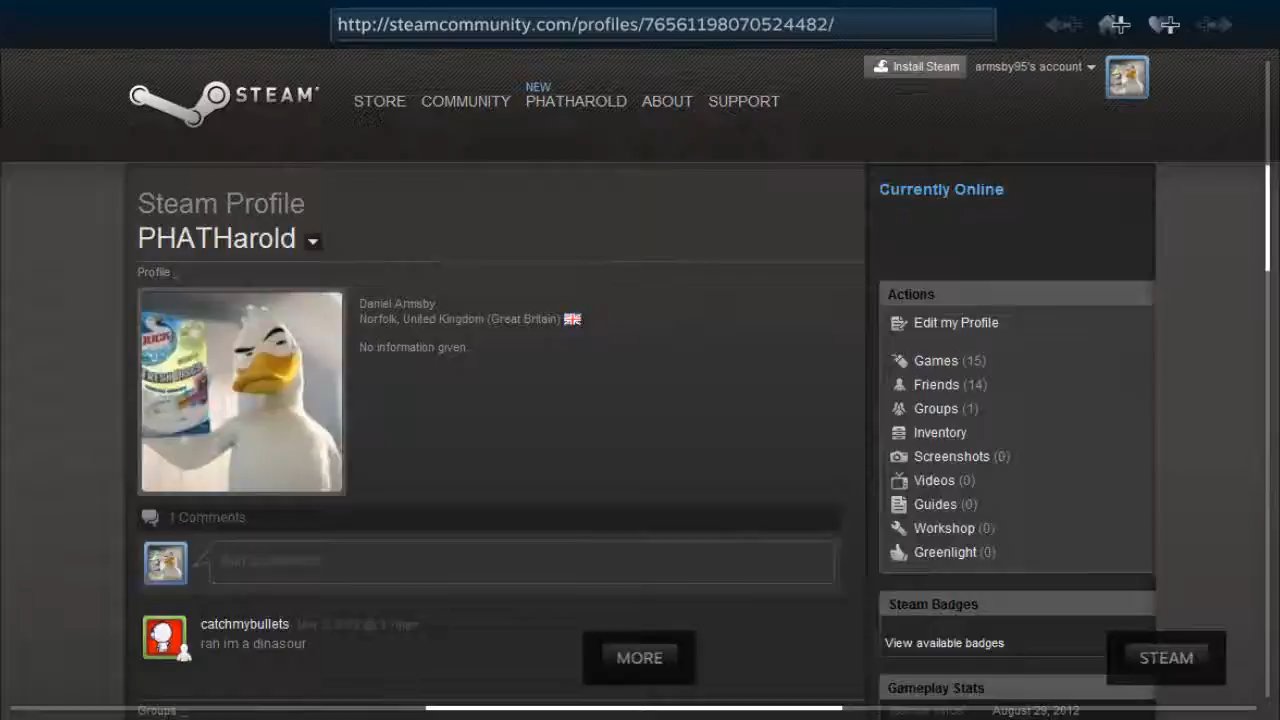 http://steamcommunity.com/profiles/76561198070524482/
Install Steam
armsby95's account
STEAM
NEW
STORE COMMUNITY PHATHAROLD ABOUT SUPPORT
Steam Profile
PHATHarold
Profile
Daniel Armsby
Norfolk, United Kingdom (Great Britain)
No information given.
DUCK
1 Comments
catchmybullets
rah im a dinasour
MORE
Groups
Currently Online
Actions
Edit my Profile
Games (15)
Friends (14)
Groups (1)
Inventory
Screenshots (0)
Videos (0)
Guides (0)
Workshop (0)
Greenlight (0)
Steam Badges
View available badges
STEAM
Gameplay Stats
August 29, 2012